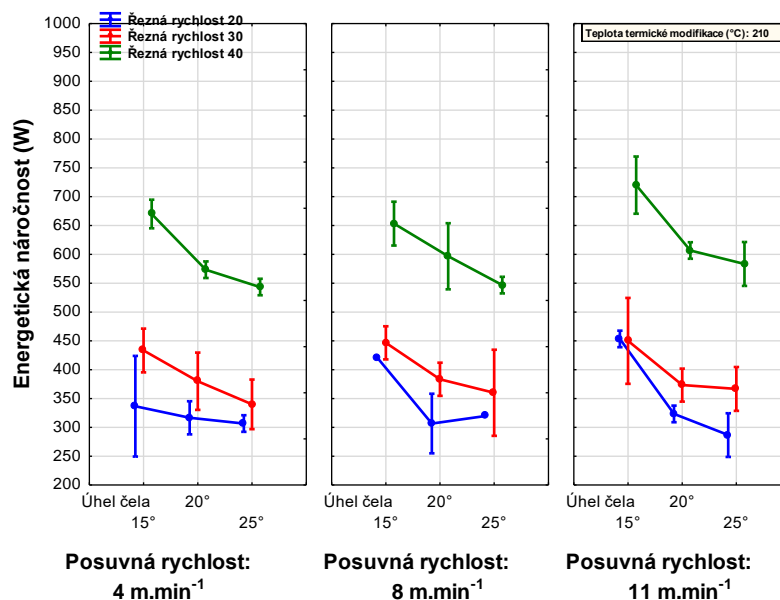 Řezná rychlost 20
Řezná rychlost 30
Řezná rychlost 40
Teplota termické modifikace (°C): 210
Energetická náročnost (W)
1000
950
900
850
800
750
700
650
600
550
500
450
400
350
300
250
200
Úhel čela
15° 20° 25°
Úhel čela
15° 20° 25°
Úhel čela
15° 20° 25°
Posuvná rychlost:
4 m.min⁻¹
Posuvná rychlost:
8 m.min⁻¹
Posuvná rychlost:
11 m.min⁻¹